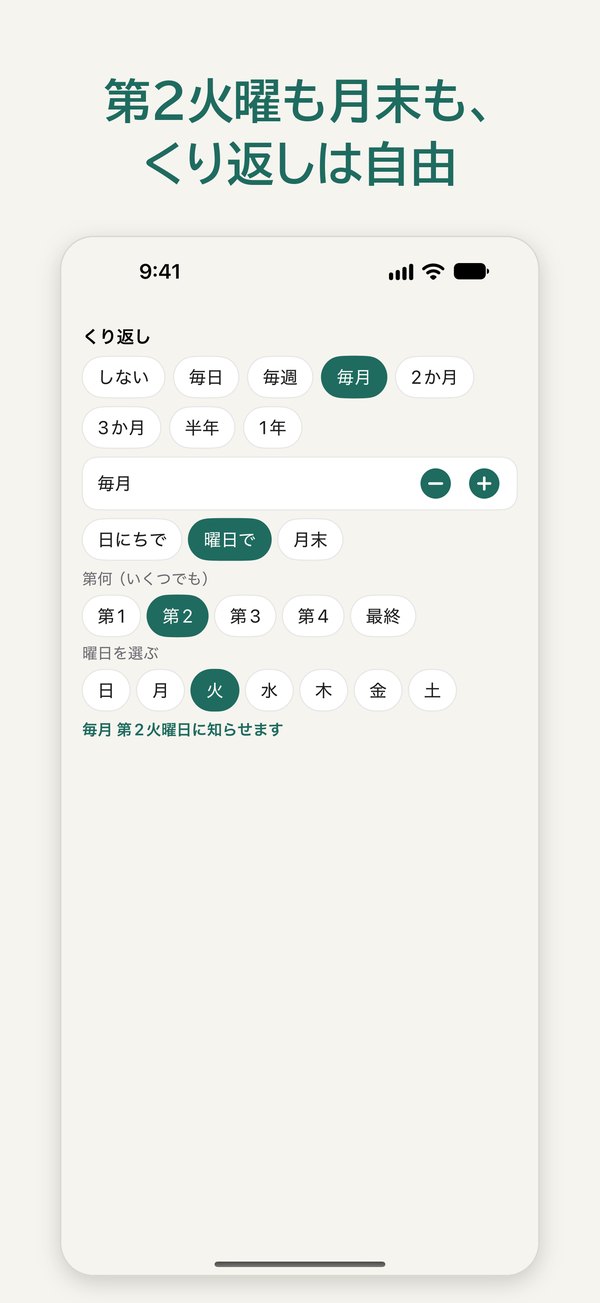 第2火曜も月末も、
くり返しは自由
9:41
くり返し
しない 毎日 毎週 毎月 2か月
3か月 半年 1年
毎月
日にちで 曜日で 月末
第何（いくつでも）
第1 第2 第3 第4 最終
曜日を選ぶ
日 月 火 水 木 金 土
毎月 第2火曜日に知らせます